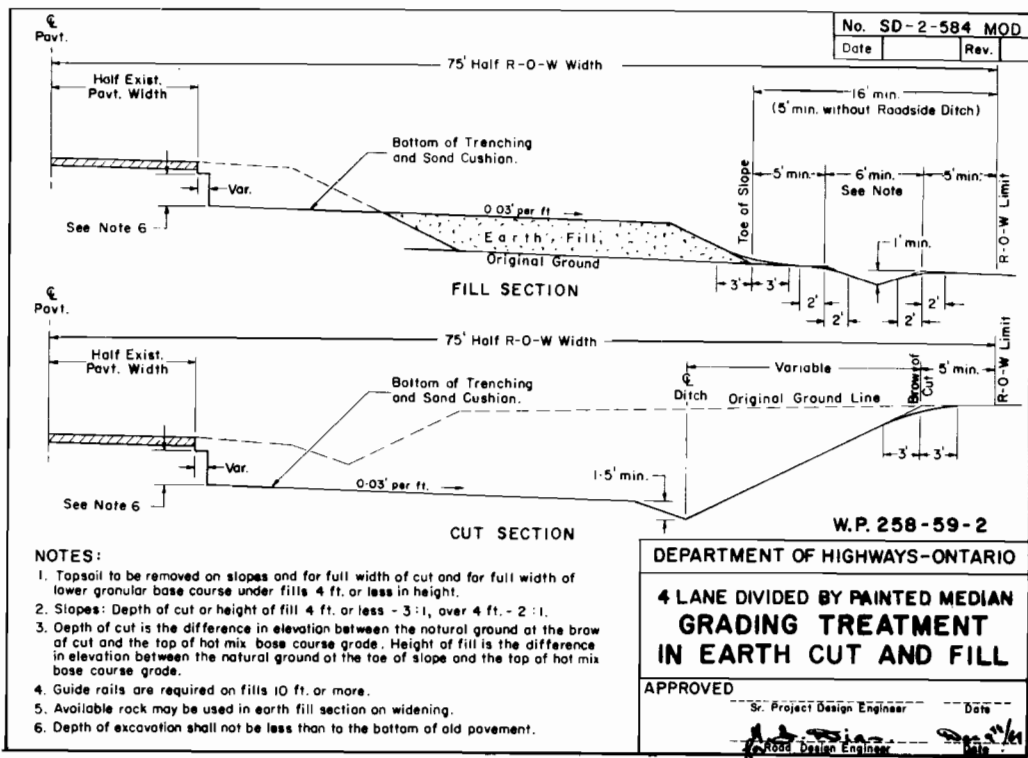 No. SD-2-584 MOD
Date Rev.
℄
Pavt.
75' Half R-O-W Width
Half Exist.
Pavt. Width
16' min.
(5' min. without Roadside Ditch)
Bottom of Trenching
and Sand Cushion.
Toe of Slope
5' min.
6' min.
See Note
5' min.
R-O-W Limit
Var.
See Note 6
0·03' per ft
1' min.
Earth Fill
Original Ground
3'
3'
2'
2'
2'
2'
FILL SECTION
℄
Pavt.
75' Half R-O-W Width
Half Exist.
Pavt. Width
Bottom of Trenching
and Sand Cushion.
℄
Ditch
Variable
Brow of
Cut
5' min.
R-O-W Limit
Original Ground Line
Var.
See Note 6
0·03' per ft.
1·5' min.
3'
3'
CUT SECTION
W.P. 258-59-2
NOTES:
1. Topsoil to be removed on slopes and for full width of cut and for full width of
lower granular base course under fills 4 ft. or less in height.
2. Slopes: Depth of cut or height of fill 4 ft. or less - 3:1, over 4 ft. - 2:1.
3. Depth of cut is the difference in elevation between the natural ground at the brow
of cut and the top of hot mix base course grade. Height of fill is the difference
in elevation between the natural ground at the toe of slope and the top of hot mix
base course grade.
4. Guide rails are required on fills 10 ft. or more.
5. Available rock may be used in earth fill section on widening.
6. Depth of excavation shall not be less than to the bottom of old pavement.
DEPARTMENT OF HIGHWAYS-ONTARIO
4 LANE DIVIDED BY PAINTED MEDIAN
GRADING TREATMENT
IN EARTH CUT AND FILL
APPROVED
Sr. Project Design Engineer Date
Road Design Engineer Date